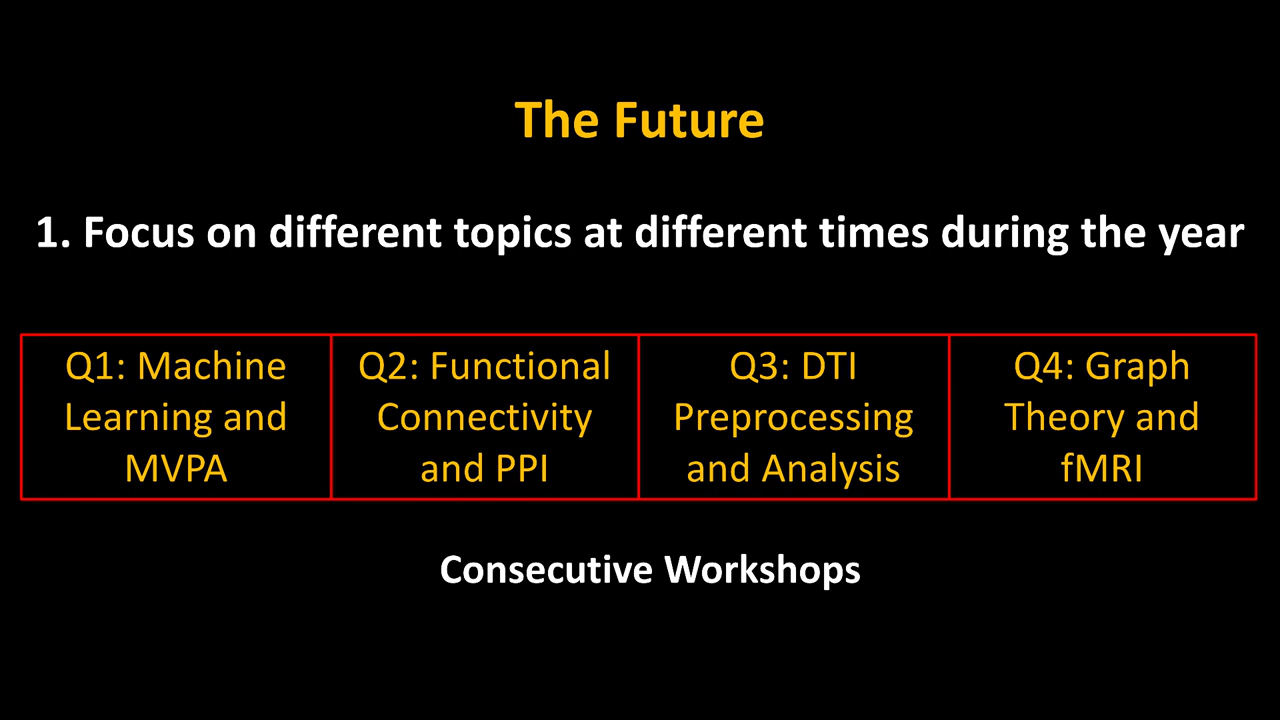 The Future
1. Focus on different topics at different times during the year
Q1: Machine
Learning and
MVPA
Q2: Functional
Connectivity
and PPI
Q3: DTI
Preprocessing
and Analysis
Q4: Graph
Theory and
fMRI
Consecutive Workshops